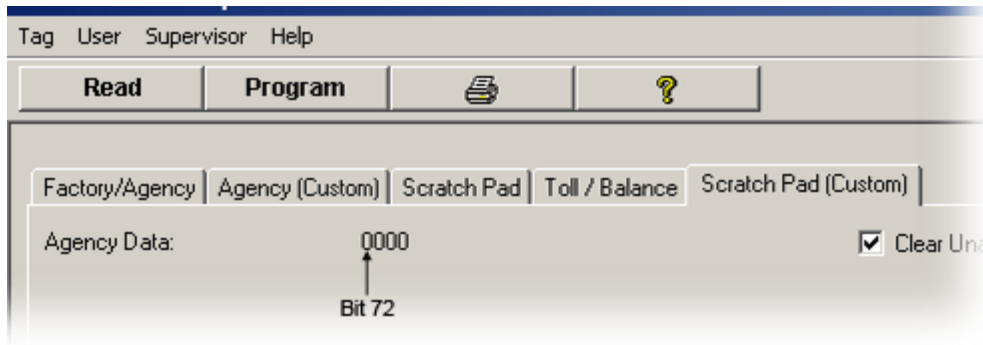 Tag User Supervisor Help
Read Program ?
Factory/Agency Agency (Custom) Scratch Pad Toll / Balance Scratch Pad (Custom)
Agency Data: 0000 Clear
Bit 72